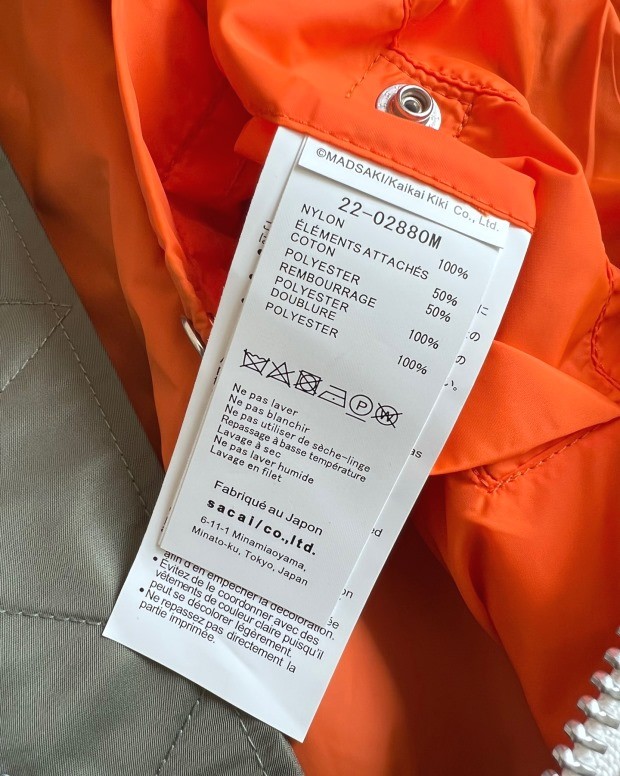 ©MADSAKI/Kaikai Kiki Co., Ltd.
22-02880M
NYLON 100%
ÉLÉMENTS ATTACHÉS
COTON 50%
POLYESTER 50%
REMBOURRAGE
POLYESTER 100%
DOUBLURE
POLYESTER 100%
P
W
Ne pas laver
Ne pas blanchir
Ne pas utiliser de sèche-linge
Repassage à basse température
Lavage à sec
Ne pas laver humide
Lavage en filet
Fabriqué au Japon
sacai/co.,ltd.
6-11-1 Minamiaoyama,
Minato-ku, Tokyo, Japan
afin d'en empêcher la décoloration.
• Evitez de le coordonner avec des
vêtements de couleur claire puisqu'il
peut se décolorer légèrement.
• Ne repassez pas directement la
partie imprimée.